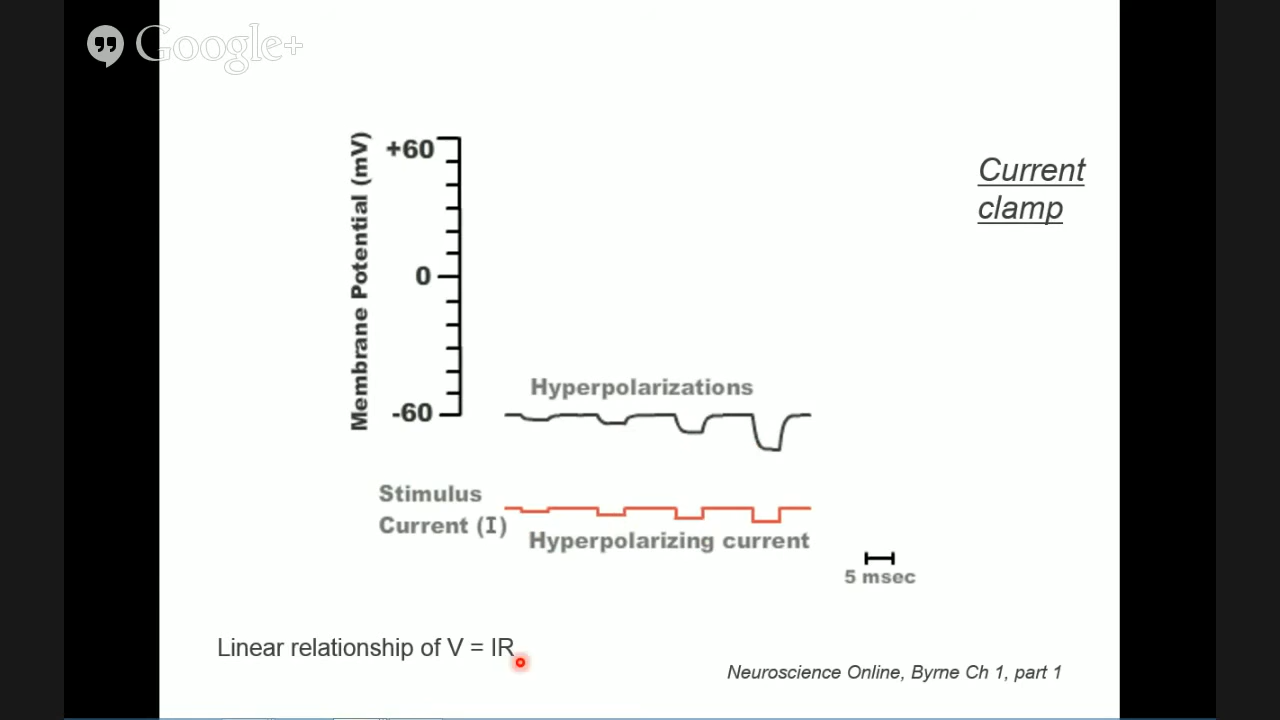 Google+
Current
clamp
Membrane Potential (mV)
+60
0
-60
Hyperpolarizations
Stimulus
Current (I)
Hyperpolarizing current
5 msec
Linear relationship of V = IR
Neuroscience Online, Byrne Ch 1, part 1